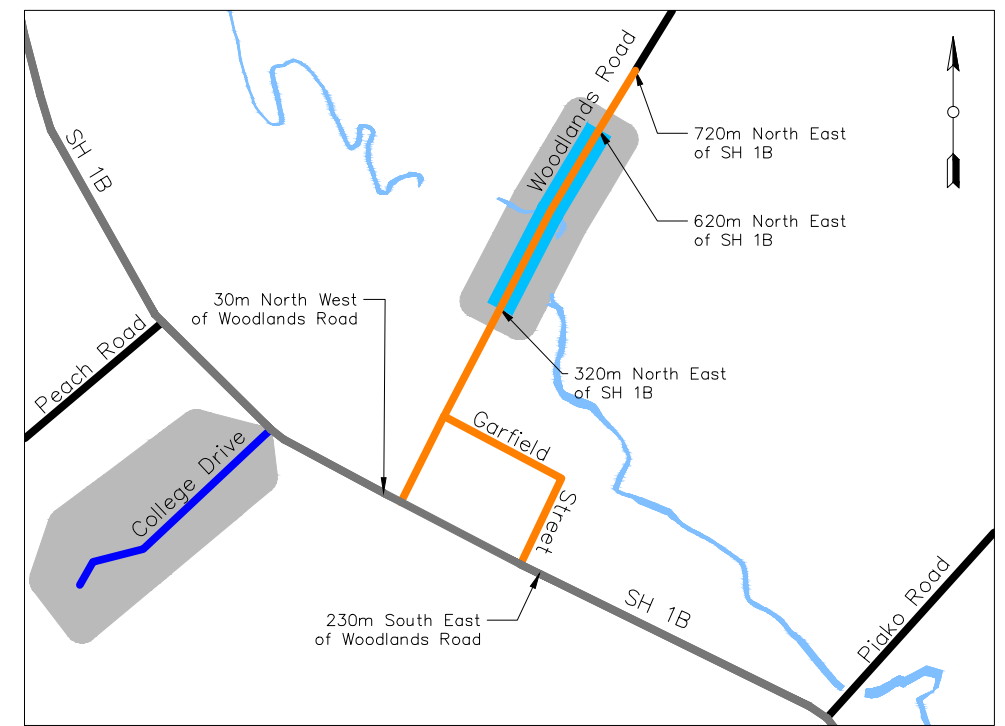 Woodlands Road
720m North East
of SH 1B
SH 1B
620m North East
of SH 1B
30m North West
of Woodlands Road
Peach Road
320m North East
of SH 1B
Garfield
Street
College Drive
SH 1B
Piako Road
230m South East
of Woodlands Road